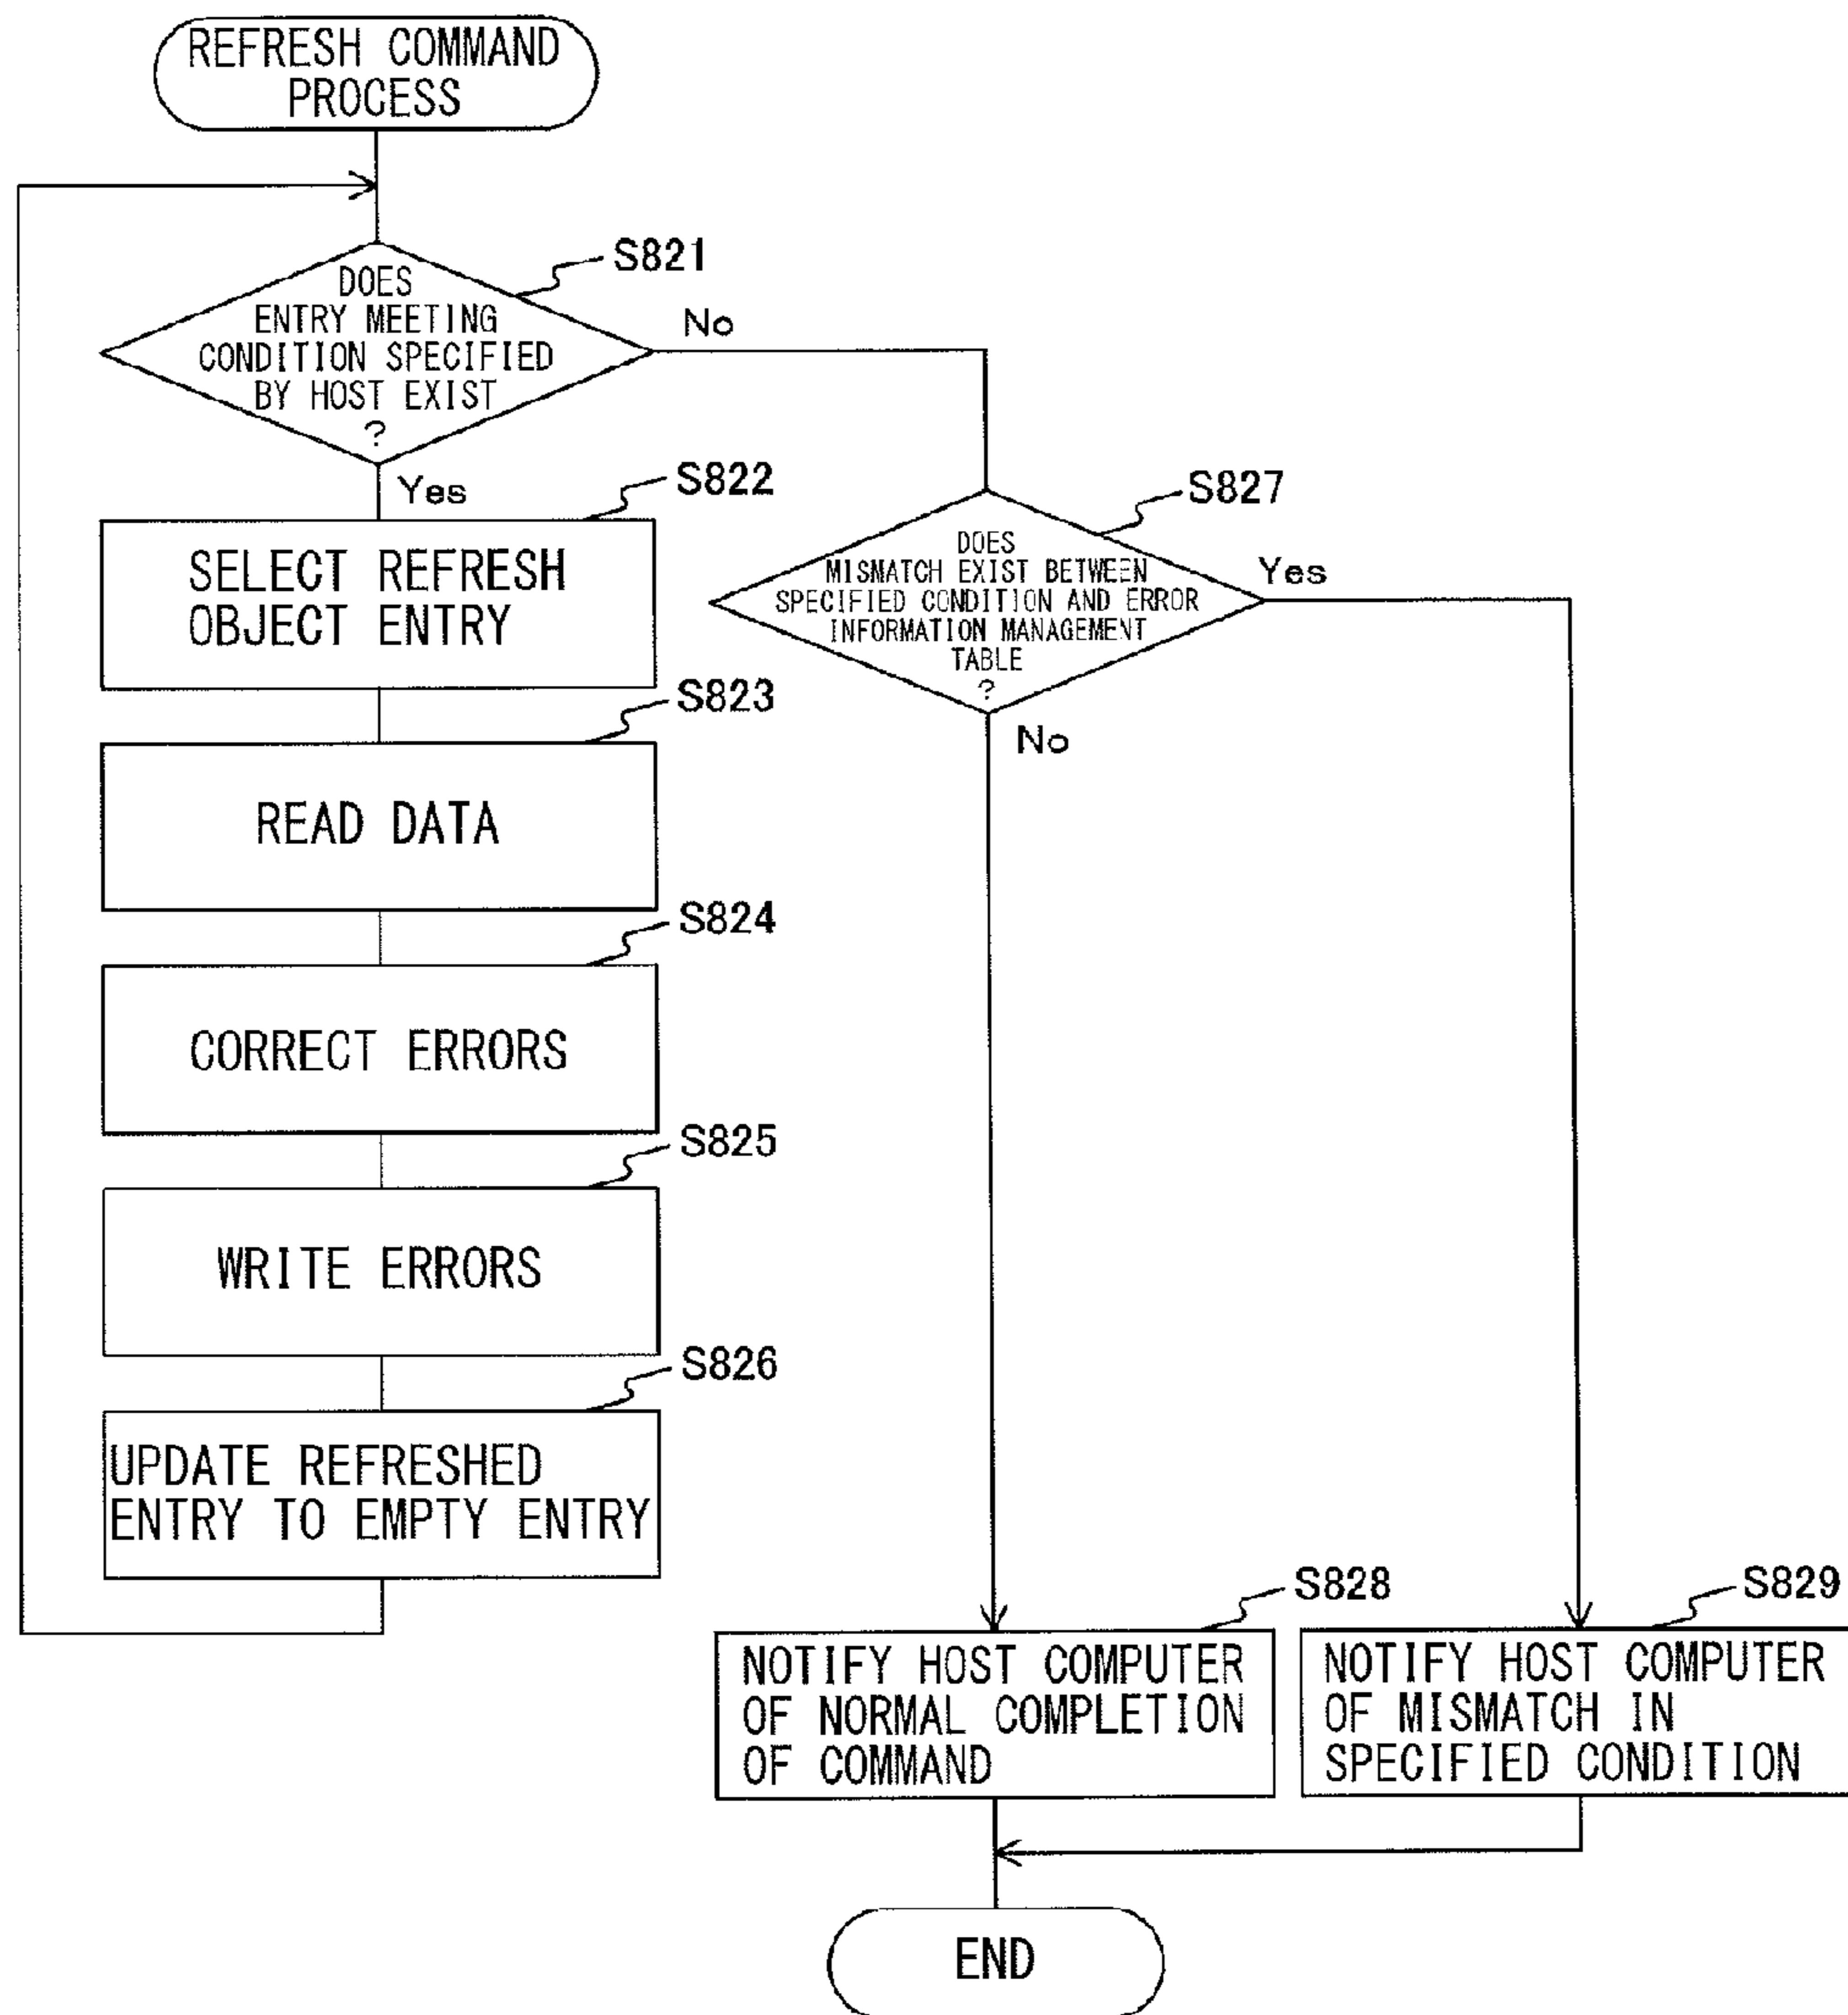 REFRESH COMMAND
PROCESS
S821
DOES
ENTRY MEETING
CONDITION SPECIFIED
BY HOST EXIST
?
No
Yes
S822
SELECT REFRESH
OBJECT ENTRY
S823
READ DATA
S824
CORRECT ERRORS
S825
WRITE ERRORS
S826
UPDATE REFRESHED
ENTRY TO EMPTY ENTRY
S827
DOES
MISMATCH EXIST BETWEEN
SPECIFIED CONDITION AND ERROR
INFORMATION MANAGEMENT
TABLE
?
Yes
No
S828
NOTIFY HOST COMPUTER
OF NORMAL COMPLETION
OF COMMAND
S829
NOTIFY HOST COMPUTER
OF MISMATCH IN
SPECIFIED CONDITION
END